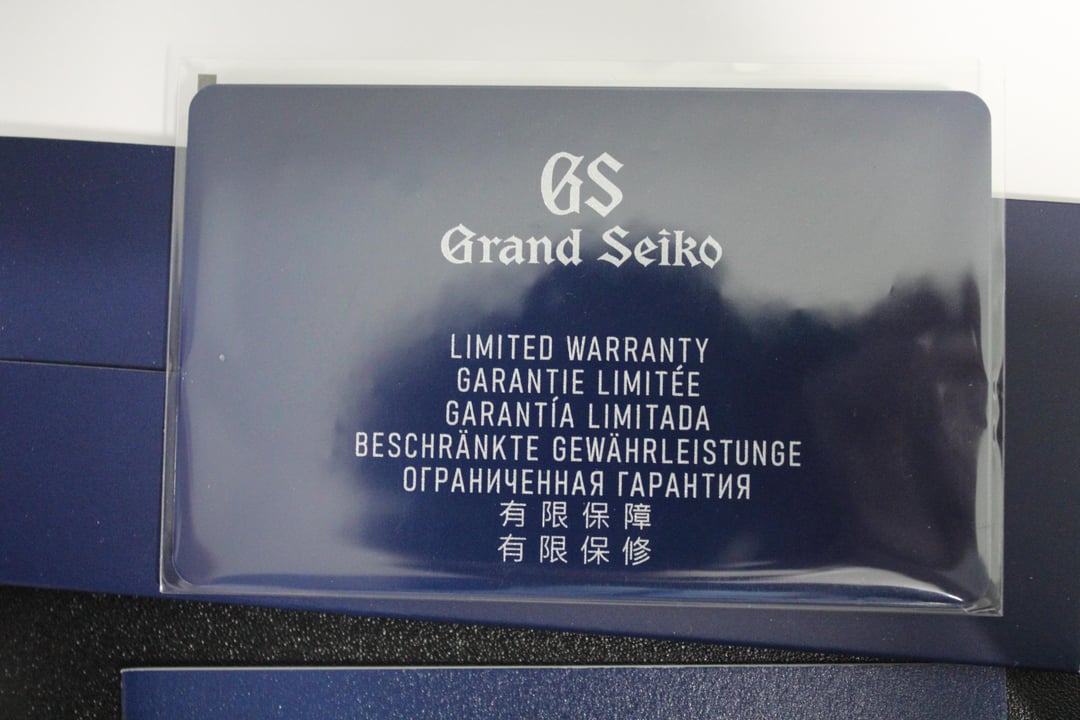 GS
Grand Seiko
LIMITED WARRANTY
GARANTIE LIMITÉE
GARANTÍA LIMITADA
BESCHRÄNKTE GEWÄHRLEISTUNGE
ОГРАНИЧЕННАЯ ГАРАНТИЯ
有限保障
有限保修